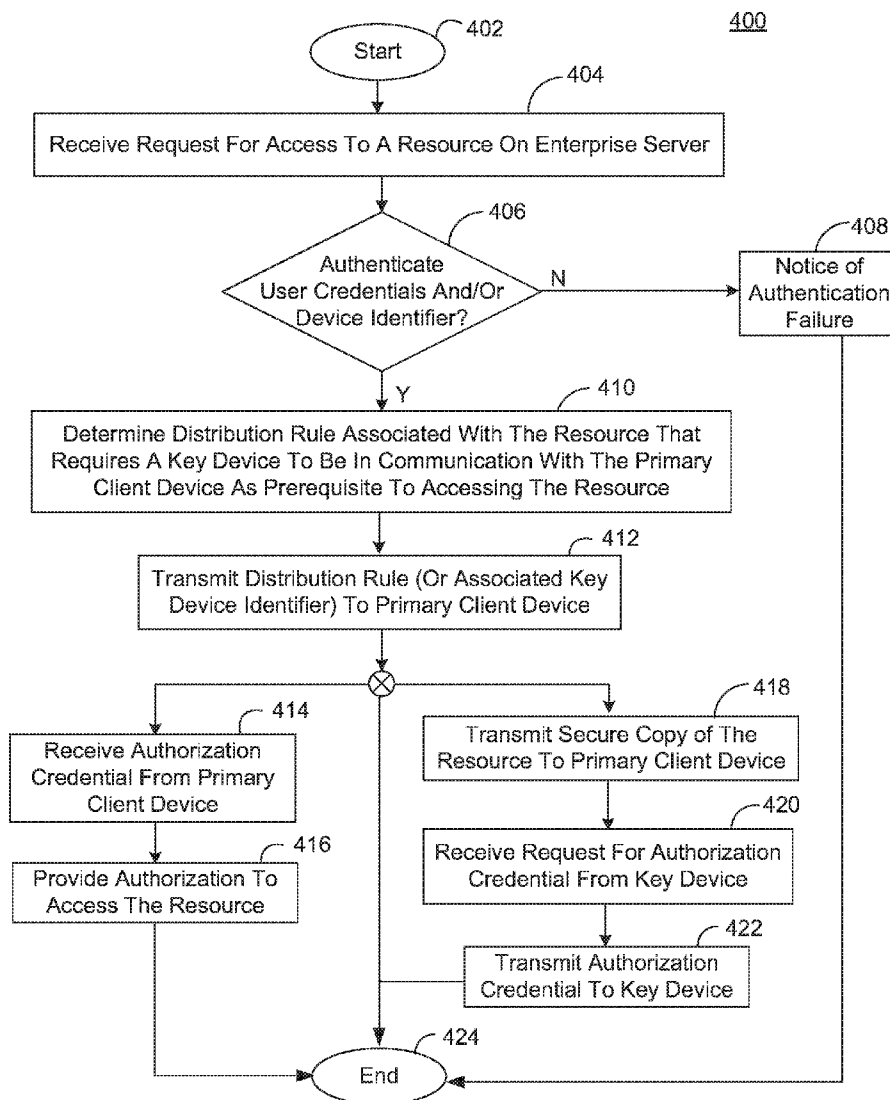 400
402
Start
404
Receive Request For Access To A Resource On Enterprise Server
406
Authenticate
User Credentials And/Or
Device Identifier?
N
408
Notice of
Authentication
Failure
Y
410
Determine Distribution Rule Associated With The Resource That
Requires A Key Device To Be In Communication With The Primary
Client Device As Prerequisite To Accessing The Resource
412
Transmit Distribution Rule (Or Associated Key
Device Identifier) To Primary Client Device
414
Receive Authorization
Credential From Primary
Client Device
416
Provide Authorization To
Access The Resource
418
Transmit Secure Copy of The
Resource To Primary Client Device
420
Receive Request For Authorization
Credential From Key Device
422
Transmit Authorization
Credential To Key Device
424
End